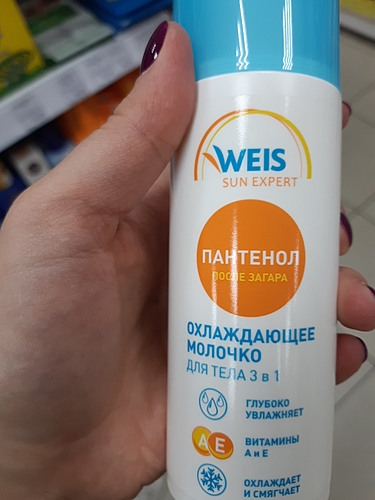 WEIS
SUN EXPERT
ПАНТЕНОЛ
ПОСЛЕ ЗАГАРА
ОХЛАЖДАЮЩЕЕ
МОЛОЧКО
ДЛЯ ТЕЛА 3 в 1
ГЛУБОКО
УВЛАЖНЯЕТ
A E
ВИТАМИНЫ
А и Е
ОХЛАЖДАЕТ
И СМЯГЧАЕТ